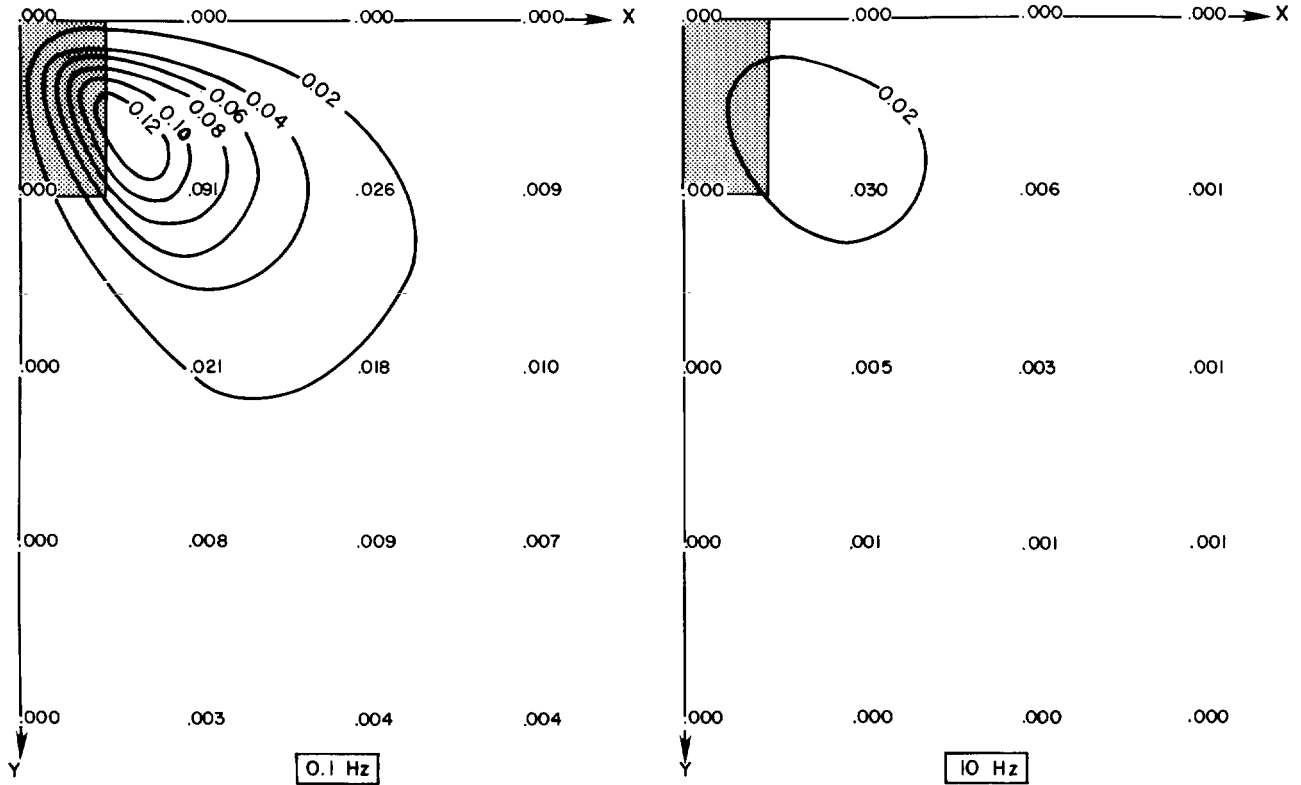 .000 .000 .000 .000 X
0.02
0.04
0.06
0.08
0.10
0.12
.000 .091 .026 .009
.000 .021 .018 .010
.000 .008 .009 .007
.000 .003 .004 .004
Y
0.1 Hz
.000 .000 .000 .000 X
0.02
.000 .030 .006 .001
.000 .005 .003 .001
.000 .001 .001 .001
.000 .000 .000 .000
Y
10 Hz